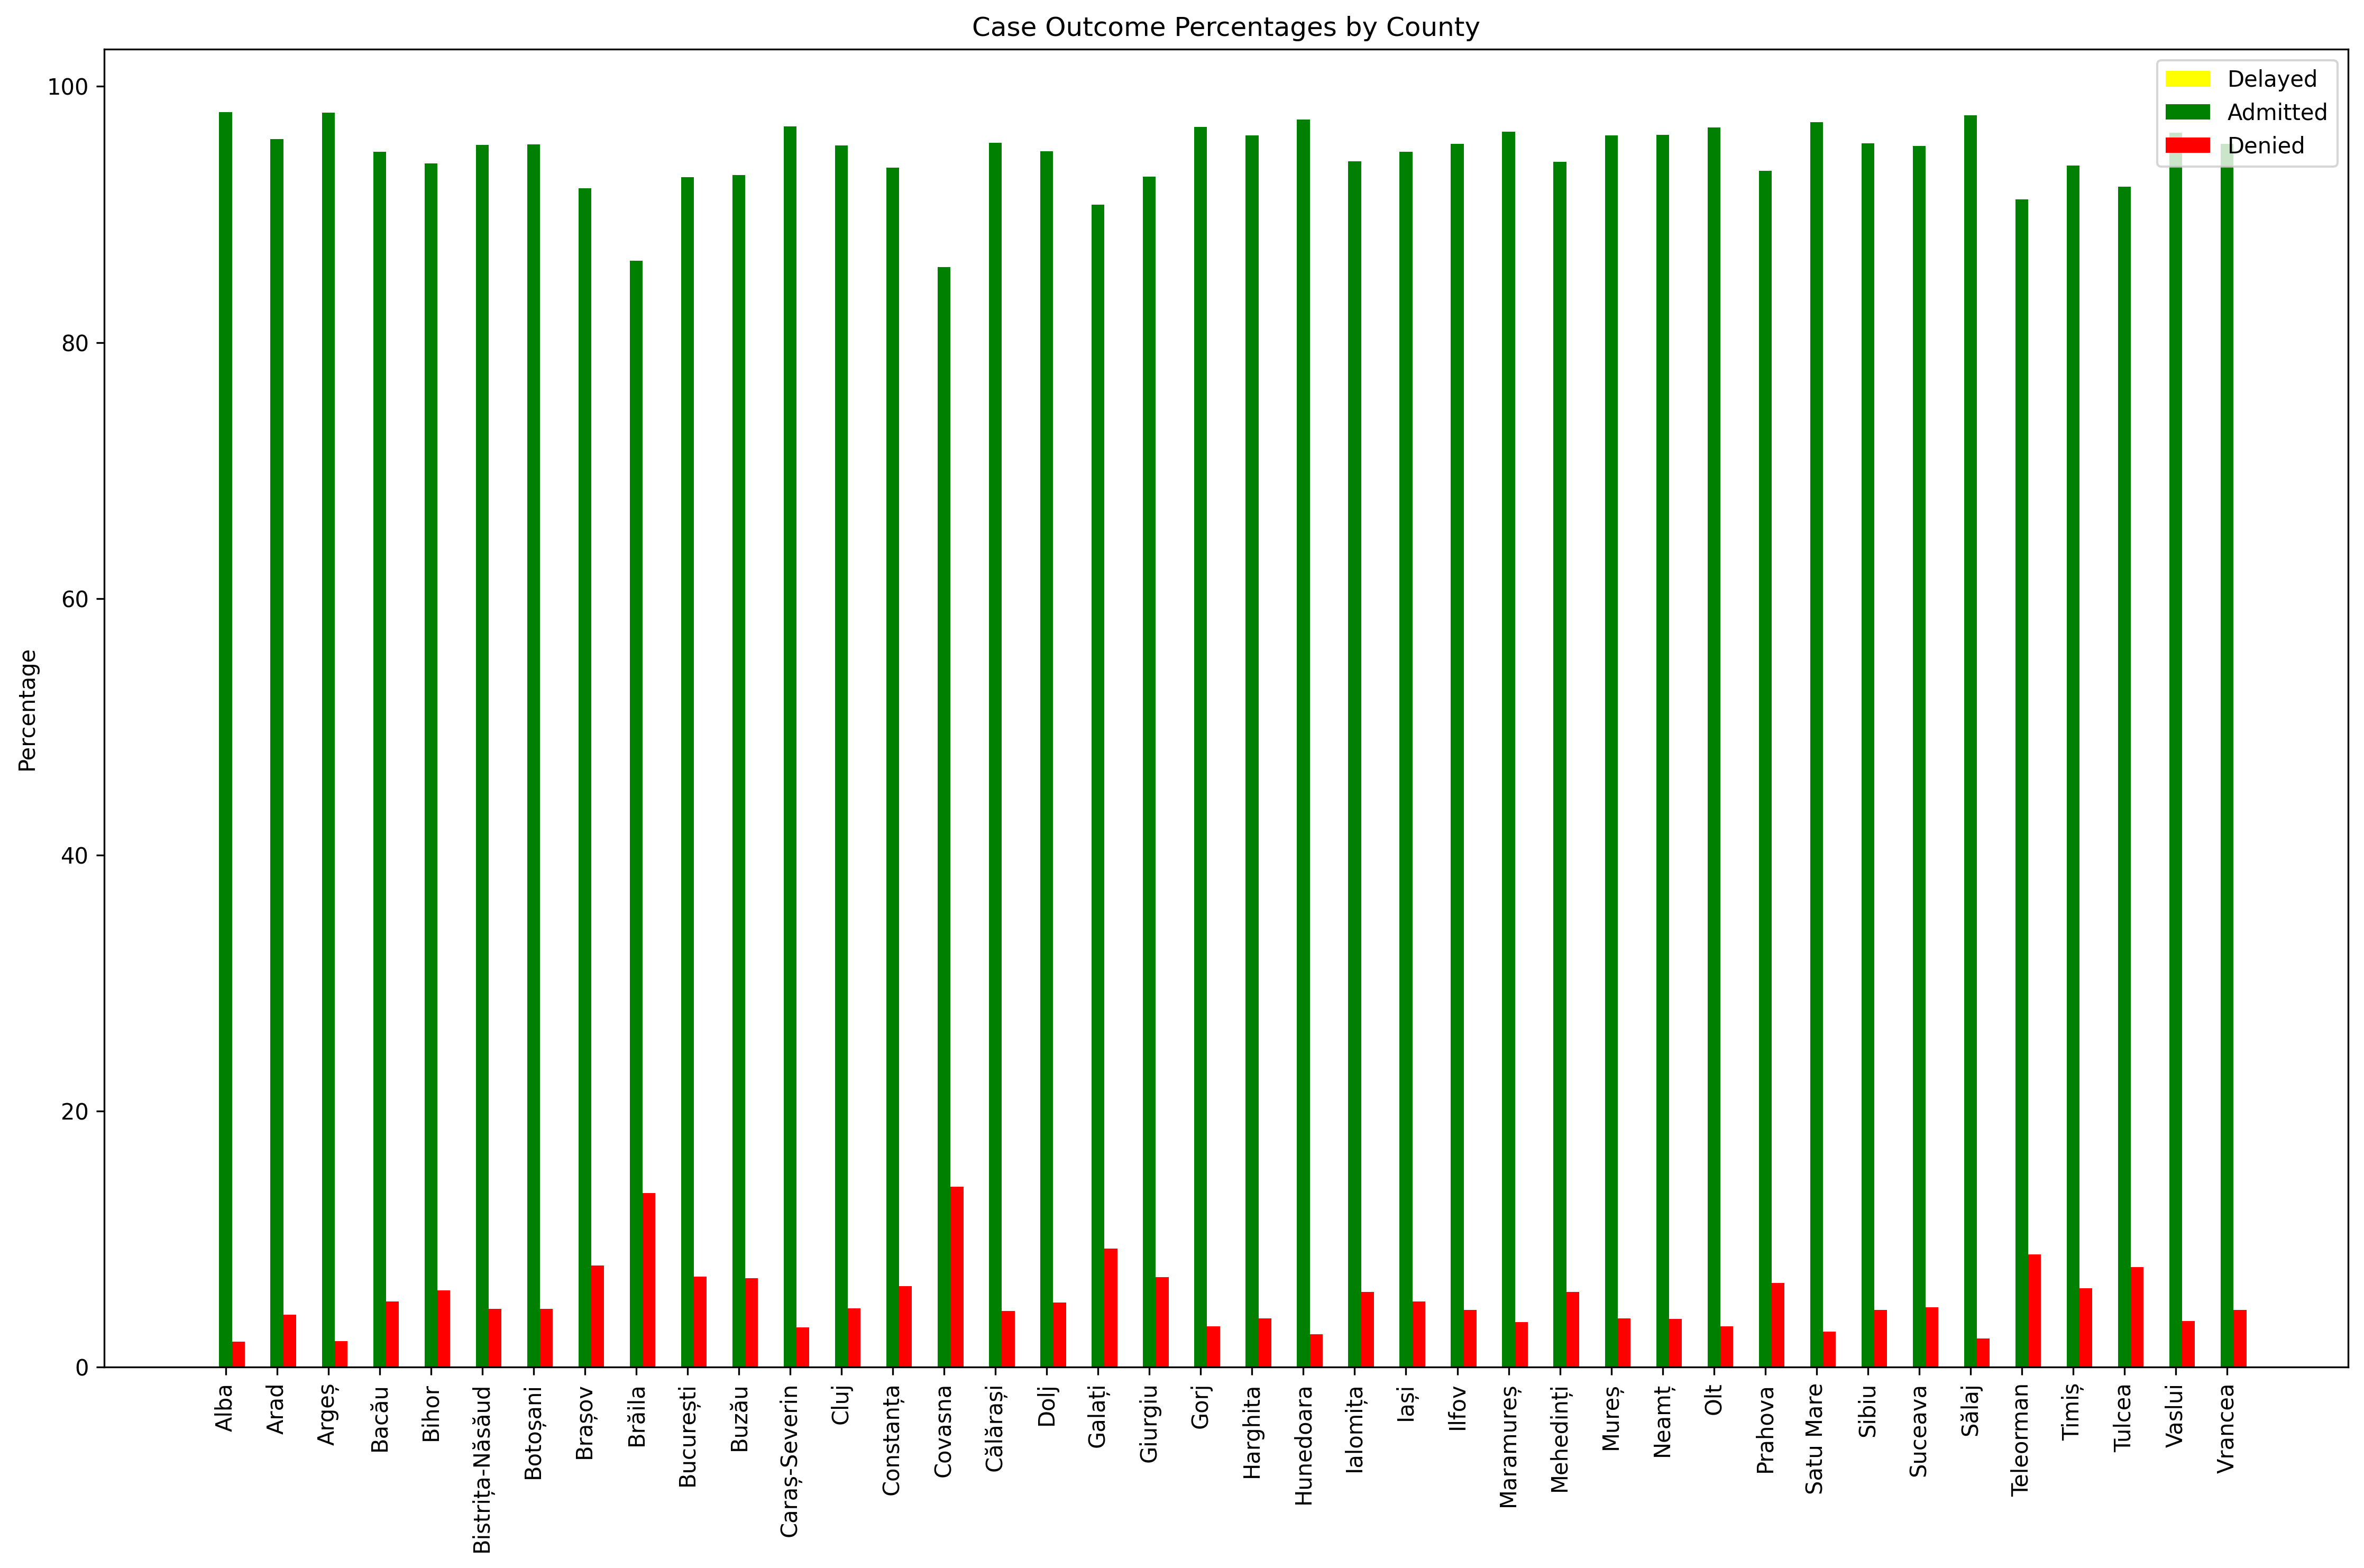 Case Outcome Percentages by County
Delayed
Admitted
Denied
Percentage
100
80
60
40
20
0
Alba
Arad
Argeș
Bacău
Bihor
Bistrița-Năsăud
Botoșani
Brașov
Brăila
București
Buzău
Caraș-Severin
Cluj
Constanța
Covasna
Călărași
Dolj
Galați
Giurgiu
Gorj
Harghita
Hunedoara
Ialomița
Iași
Ilfov
Maramureș
Mehedinți
Mureș
Neamț
Olt
Prahova
Satu Mare
Sibiu
Suceava
Sălaj
Teleorman
Timiș
Tulcea
Vaslui
Vrancea